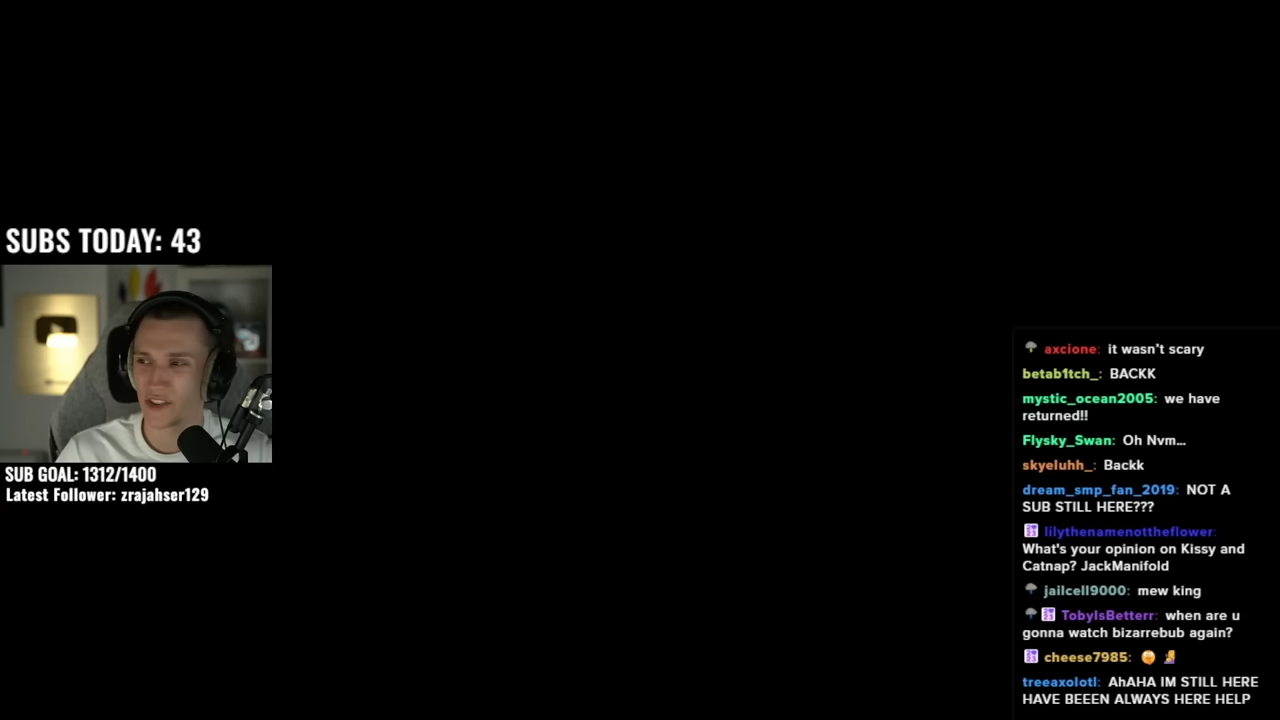 SUBS TODAY: 43
SUB GOAL: 1312/1400
Latest Follower: zrajahser129
axcione: it wasn't scary
betab1tch_: BACKK
mystic_ocean2005: we have
returned!!
Flysky_Swan: Oh Nvm...
skyeluhh_: Backk
dream_smp_fan_2019: NOT A
SUB STILL HERE???
lilythenamenottheflower:
What's your opinion on Kissy and
Catnap? JackManifold
jailcell9000: mew king
TobyIsBetterr: when are u
gonna watch bizarrebub again?
cheese7985:
treeaxolotl: AhAHA IM STILL HERE
HAVE BEEEN ALWAYS HERE HELP